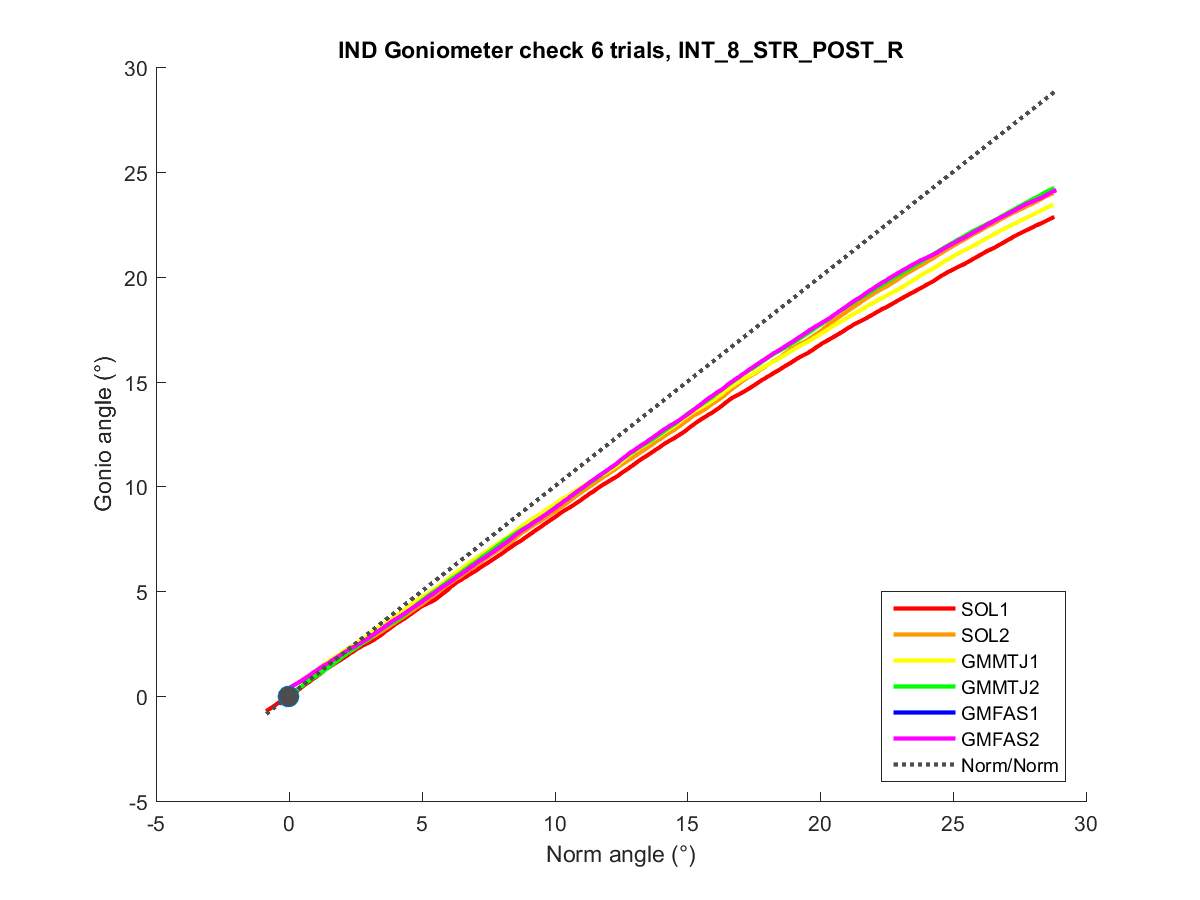 IND Goniometer check 6 trials, INT_8_STR_POST_R
30
25
20
15
10
5
0
-5
Gonio angle (°)
SOL1
SOL2
GMMTJ1
GMMTJ2
GMFAS1
GMFAS2
Norm/Norm
-5 0 5 10 15 20 25 30
Norm angle (°)